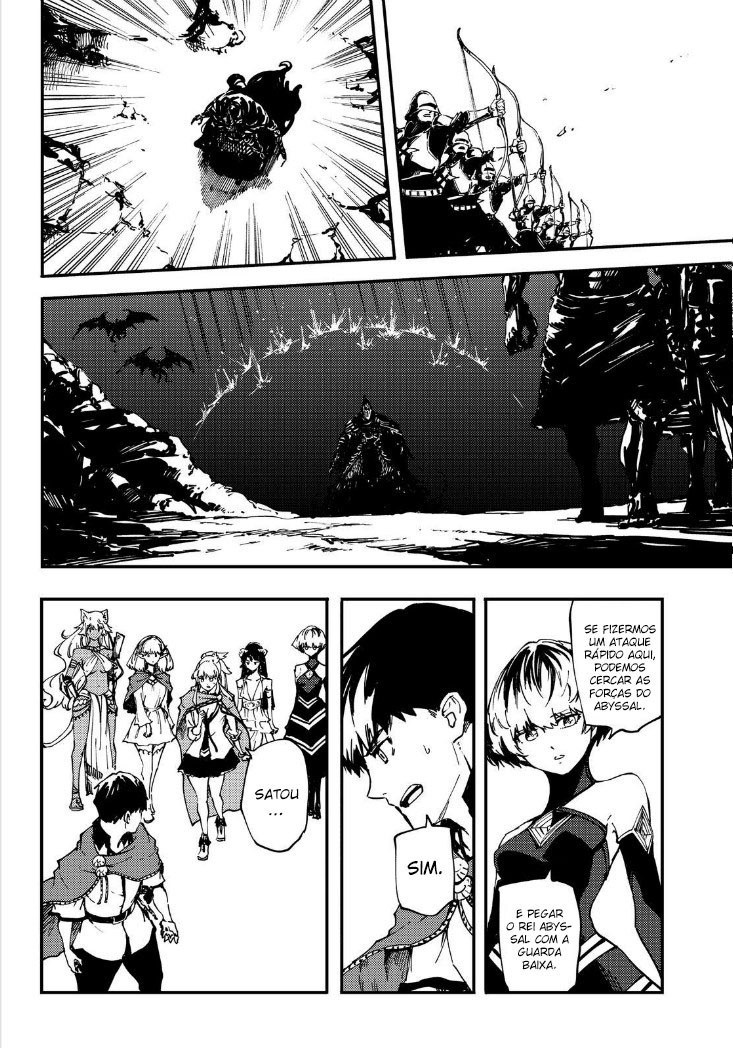 SE FIZERMOS
UM ATAQUE
RÁPIDO AQUI,
PODEMOS
CERCAR AS
FORÇAS DO
ABYSSAL.
E PEGAR
O REI ABYS-
SAL COM A
GUARDA
BAIXA.
SIM.
SATOU
...